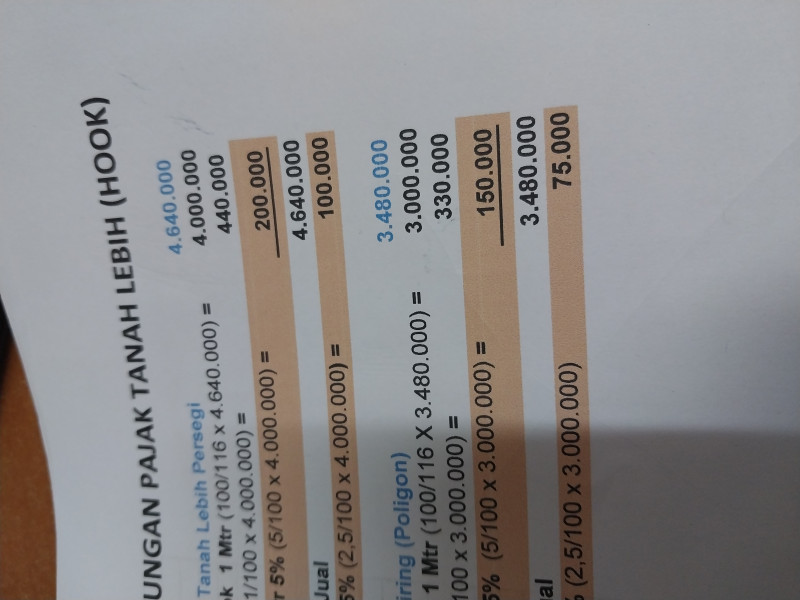 UNGAN PAJAK TANAH LEBIH (HOOK)
Tanah Lebih Persegi 4.640.000
k 1 Mtr (100/116 x 4.640.000) = 4.000.000
1/100 x 4.000.000) = 440.000
r 5% (5/100 x 4.000.000) = 200.000
Jual 4.640.000
5% (2,5/100 x 4.000.000) = 100.000
iring (Poligon) 3.480.000
1 Mtr (100/116 X 3.480.000) = 3.000.000
100 x 3.000.000) = 330.000
5% (5/100 x 3.000.000) = 150.000
al 3.480.000
% (2,5/100 x 3.000.000) 75.000